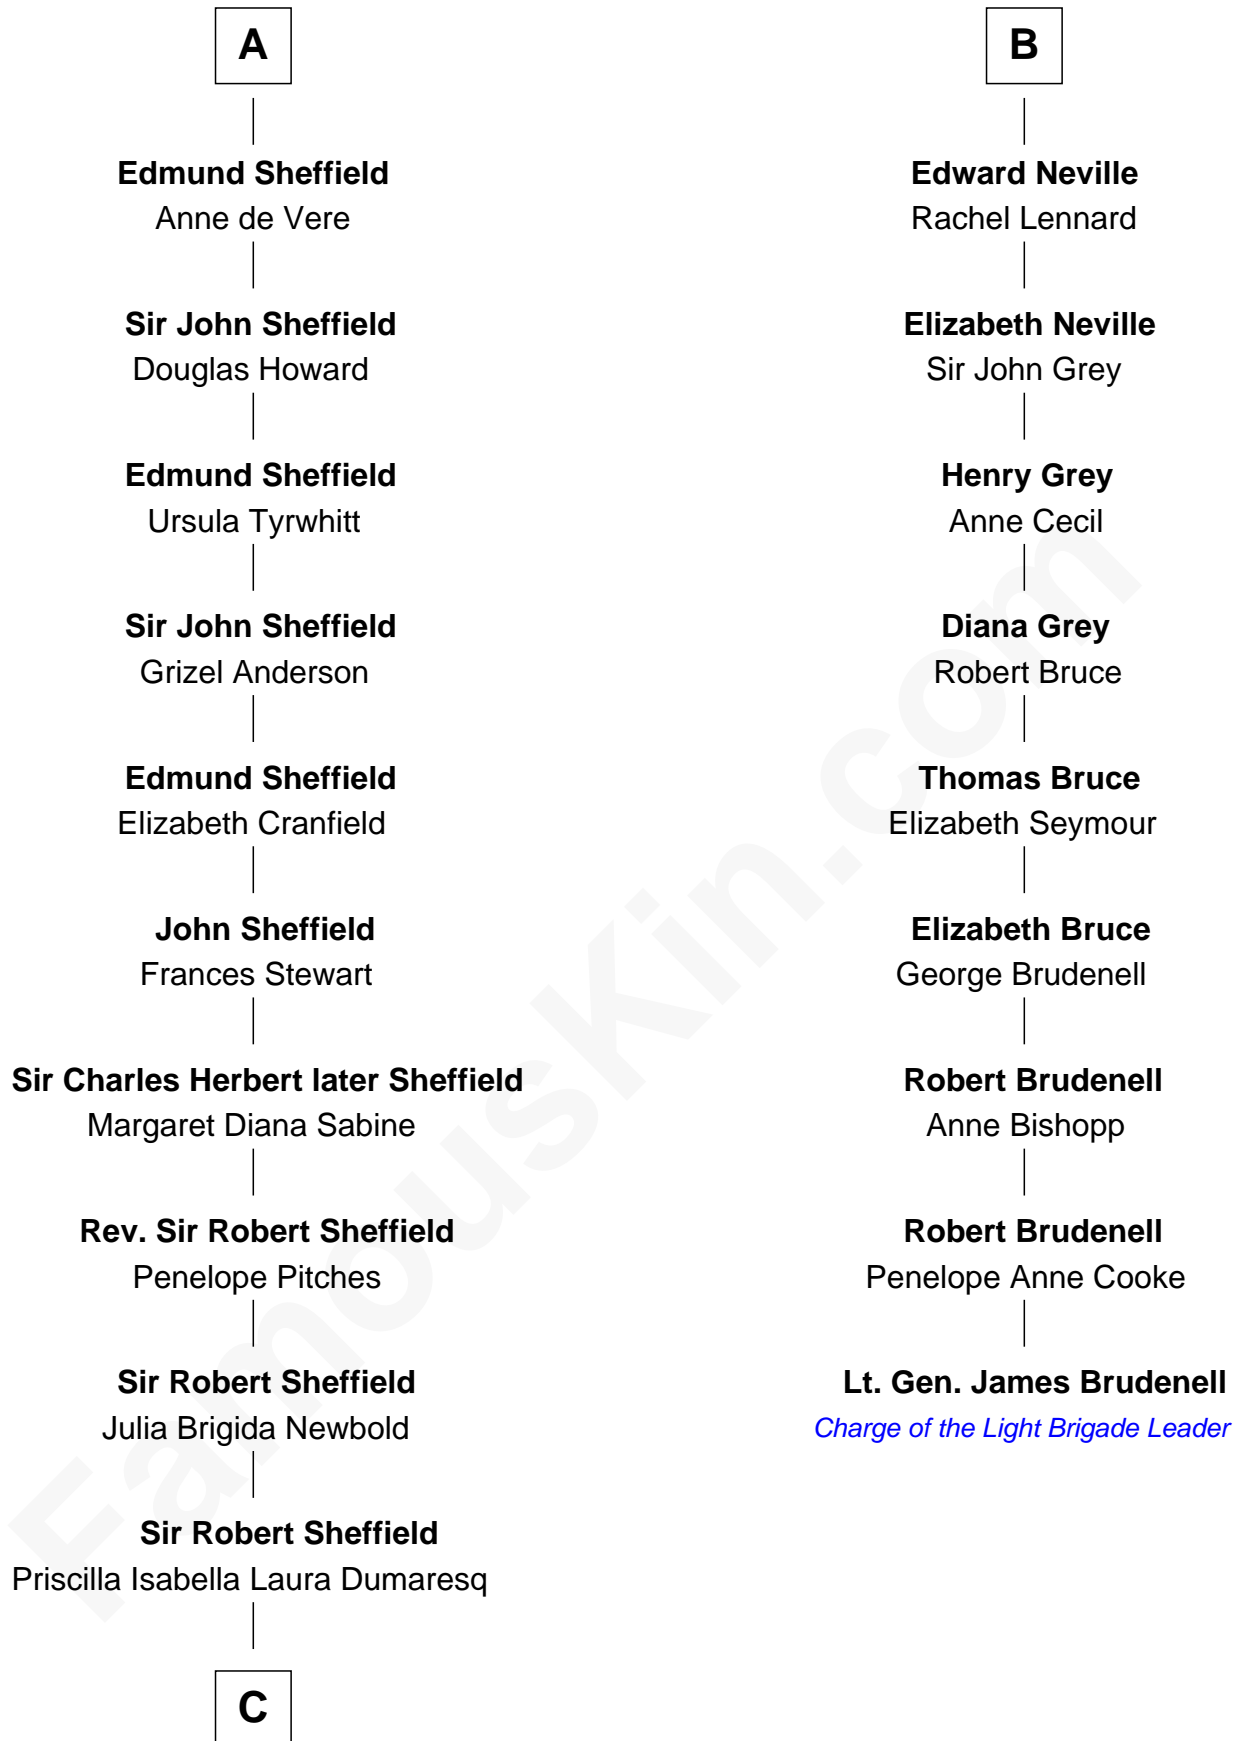 A
Edmund Sheffield
Anne de Vere
Sir John Sheffield
Douglas Howard
Edmund Sheffield
Ursula Tyrwhitt
Sir John Sheffield
Grizel Anderson
Edmund Sheffield
Elizabeth Cranfield
John Sheffield
Frances Stewart
Sir Charles Herbert later Sheffield
Margaret Diana Sabine
Rev. Sir Robert Sheffield
Penelope Pitches
Sir Robert Sheffield
Julia Brigida Newbold
Sir Robert Sheffield
Priscilla Isabella Laura Dumaresq
C
B
Edward Neville
Rachel Lennard
Elizabeth Neville
Sir John Grey
Henry Grey
Anne Cecil
Diana Grey
Robert Bruce
Thomas Bruce
Elizabeth Seymour
Elizabeth Bruce
George Brudenell
Robert Brudenell
Anne Bishopp
Robert Brudenell
Penelope Anne Cooke
Lt. Gen. James Brudenell
Charge of the Light Brigade Leader
FamousKin.com